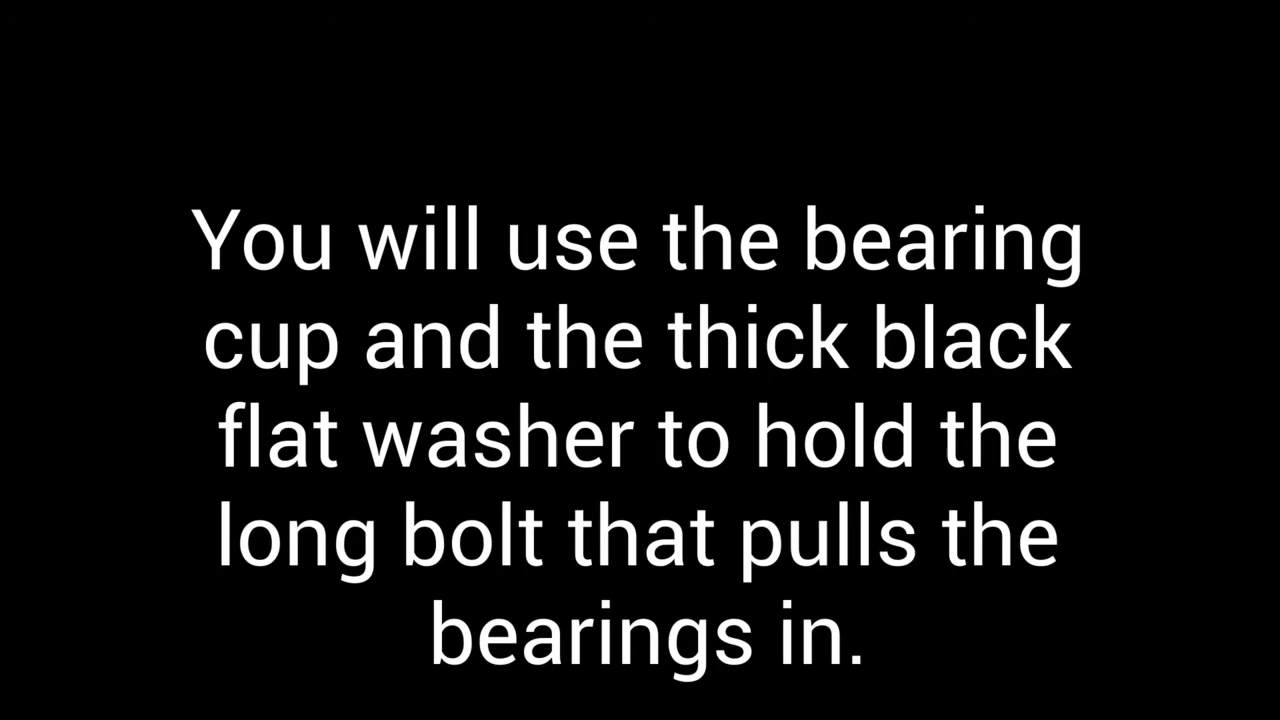 You will use the bearing
cup and the thick black
flat washer to hold the
long bolt that pulls the
bearings in.